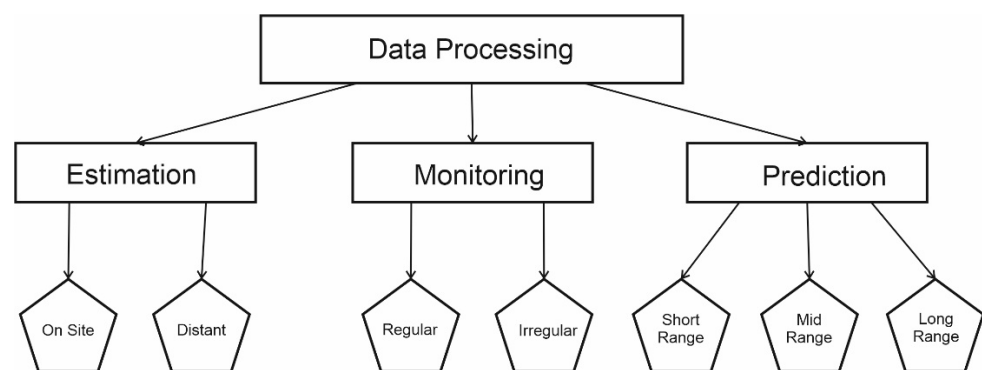 Data Processing
Estimation
Monitoring
Prediction
On Site
Distant
Regular
Irregular
Short
Range
Mid
Range
Long
Range